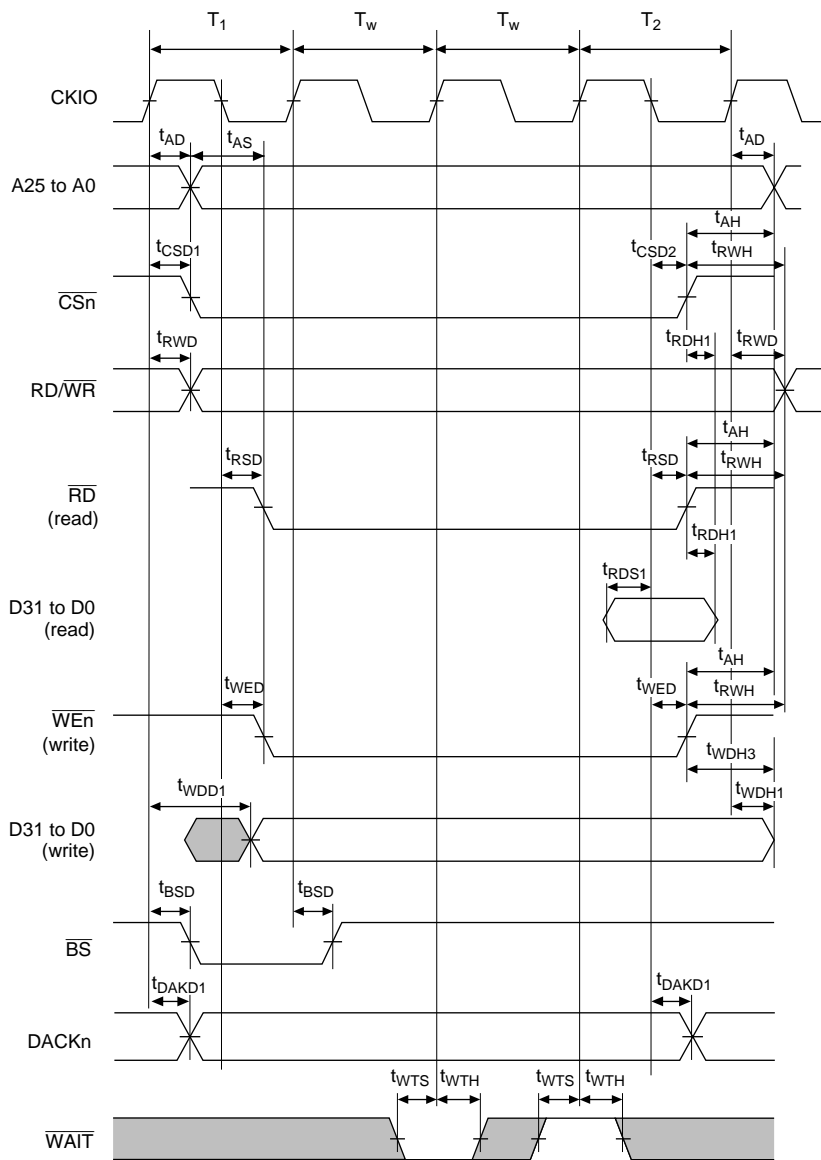 T1 Tw Tw T2
CKIO
tAD tAS tAD
A25 to A0
tAH
tCSD1 tCSD2 tRWH
CSn
tRWD tRDH1 tRWD
RD/WR
tAH
tRSD tRSD tRWH
RD
(read)
tRDH1
tRDS1
D31 to D0
(read)
tAH
tWED tWED tRWH
WEn
(write)
tWDH3
tWDD1 tWDH1
D31 to D0
(write)
tBSD tBSD
BS
tDAKD1 tDAKD1
DACKn
tWTS tWTH tWTS tWTH
WAIT